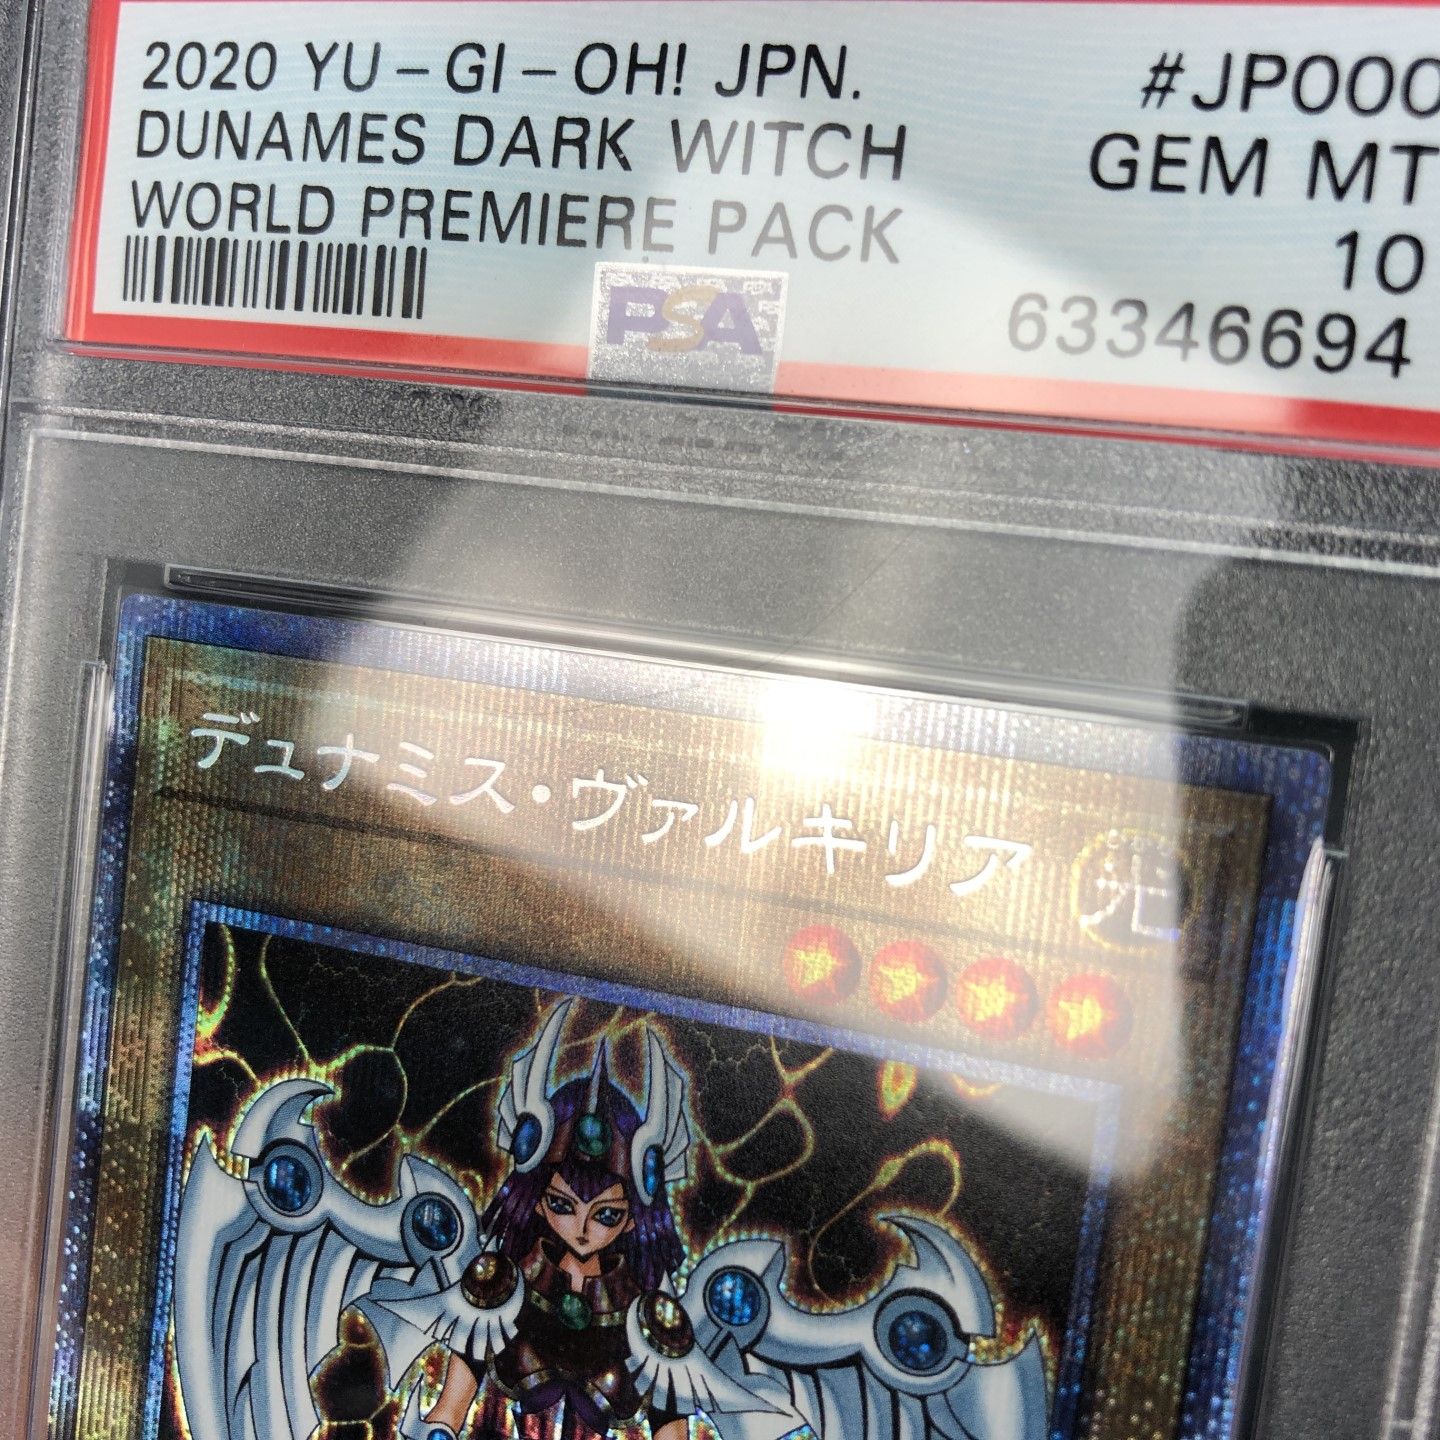 2020 YU-GI-OH! JPN. #JP000
DUNAMES DARK WITCH GEM MT
WORLD PREMIERE PACK 10
PSA 63346694
デュナミス・ヴァルキリア 光